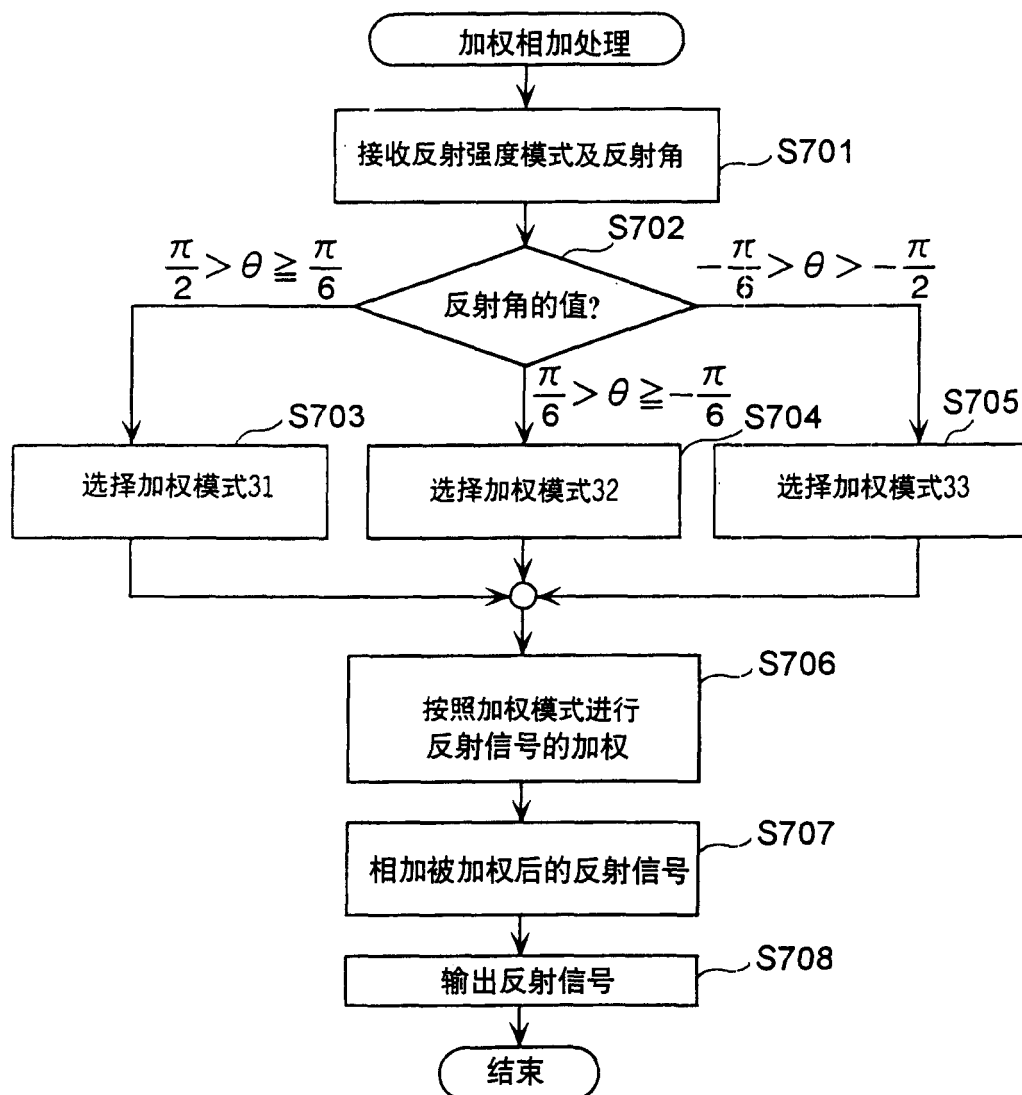 加权相加处理
接收反射强度模式及反射角
S701
S702
π/2 > θ ≧ π/6
-π/6 > θ > -π/2
反射角的值?
π/6 > θ ≧ -π/6
S703
S704
S705
选择加权模式31
选择加权模式32
选择加权模式33
S706
按照加权模式进行
反射信号的加权
S707
相加被加权后的反射信号
S708
输出反射信号
结束